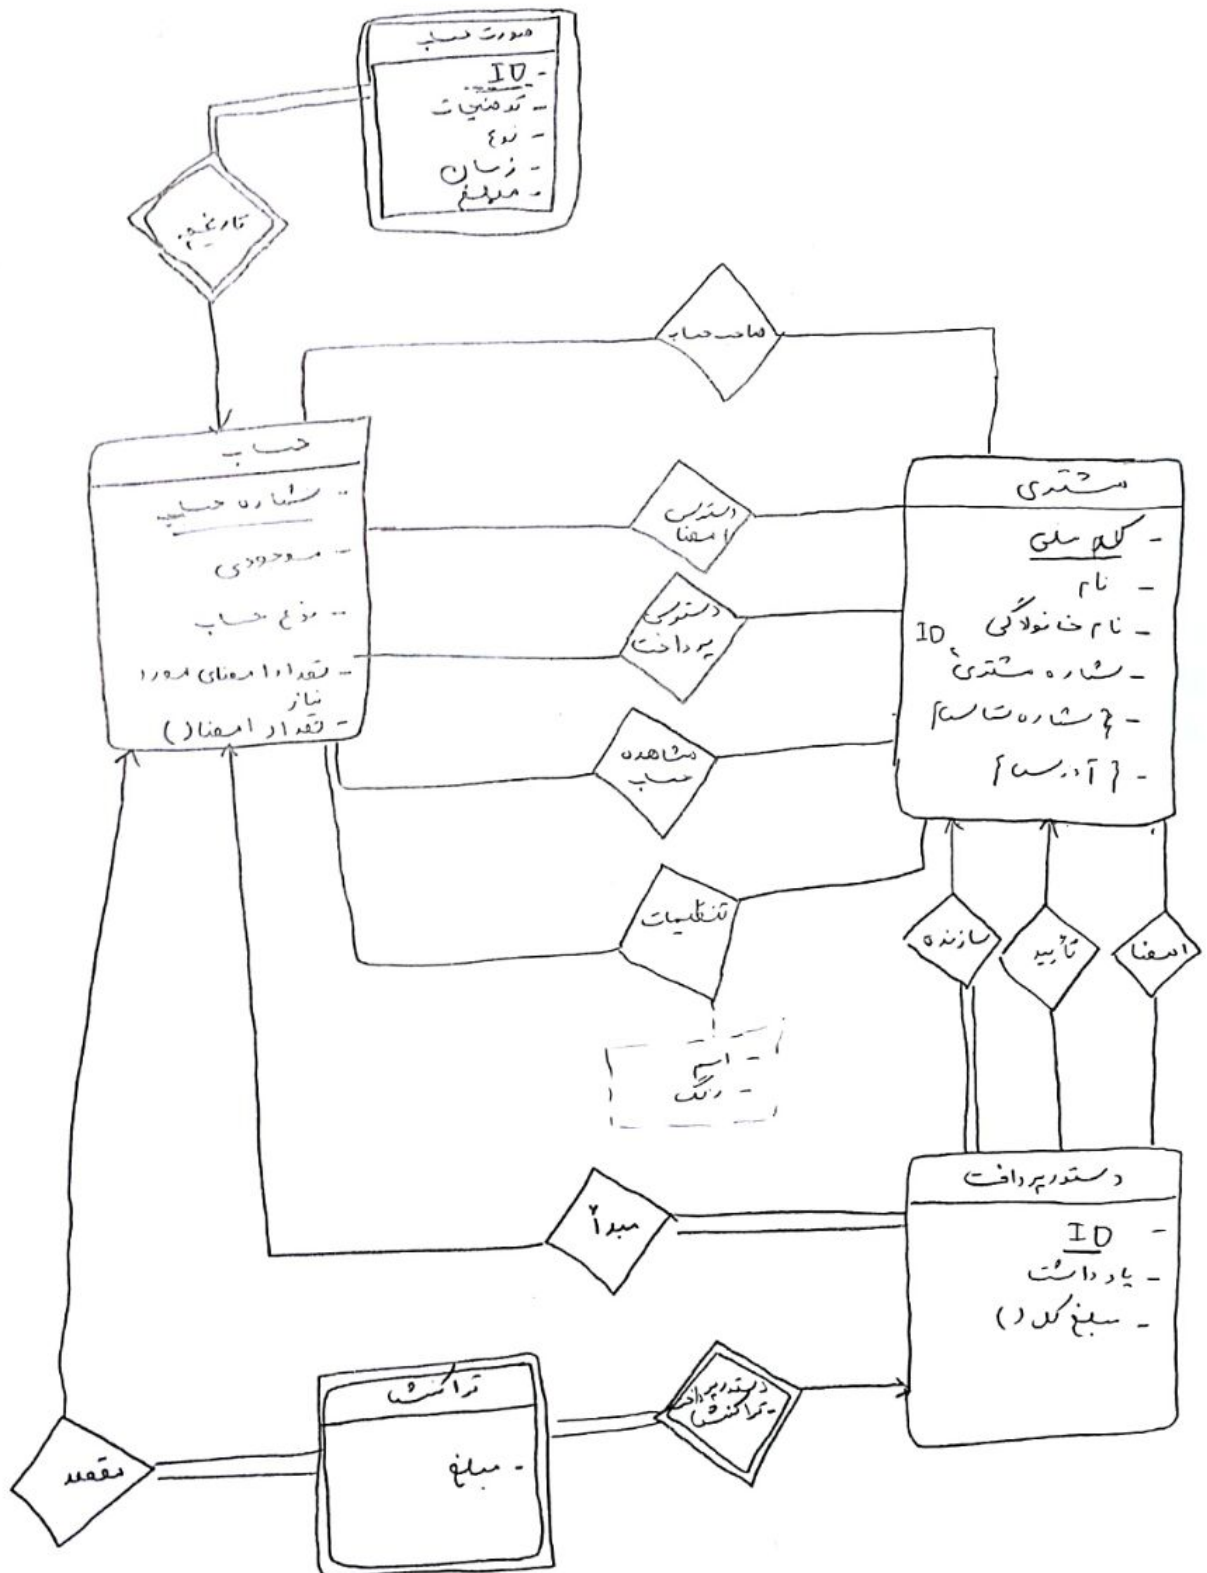 صورت حساب
- ID
- توضیحات
- نوع
- زمان
- مبلغ
تاریخچه
صاحب حساب
حساب
- شماره حساب
- موجودی
- نوع حساب
- تعداد امضای مورد
نیاز
- تعداد امضا()
دسترسی
امضا
دسترسی
پرداخت
مشاهده
حساب
تنظیمات
- اسم
- رنگ
مشتری
- کد ملی
- نام
- نام خانوادگی
ID
- شماره مشتری
- {شماره تماس}
- {آدرس}
سازنده
تأیید
امضا
دستور پرداخت
- ID
- یادداشت
- مبلغ کل ()
مبدأ
دستور پرداخت
تراکنش
تراکنش
- مبلغ
مقصد